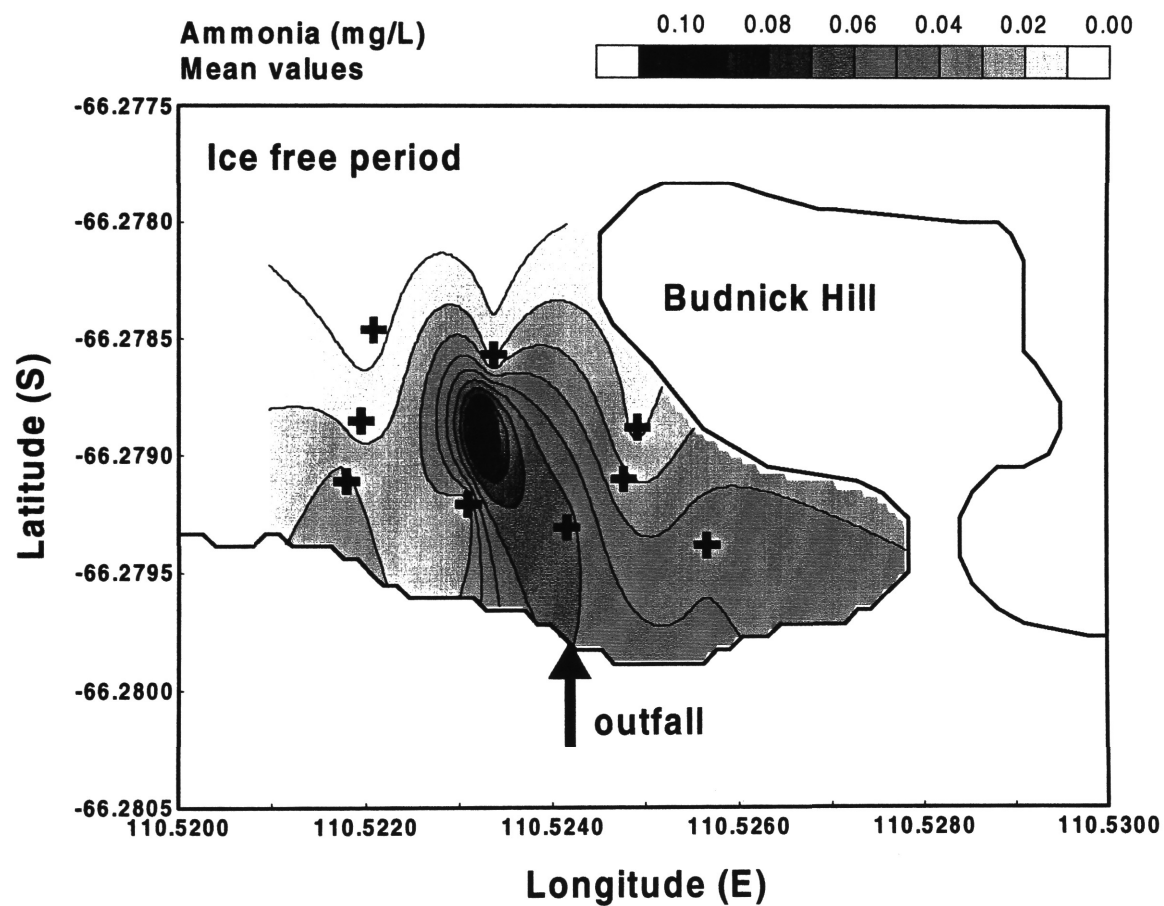 Ammonia (mg/L)
Mean values
0.10 0.08 0.06 0.04 0.02 0.00
-66.2775
Ice free period
-66.2780
Budnick Hill
-66.2785
Latitude (S)
-66.2790
-66.2795
-66.2800
outfall
-66.2805
110.5200 110.5220 110.5240 110.5260 110.5280 110.5300
Longitude (E)